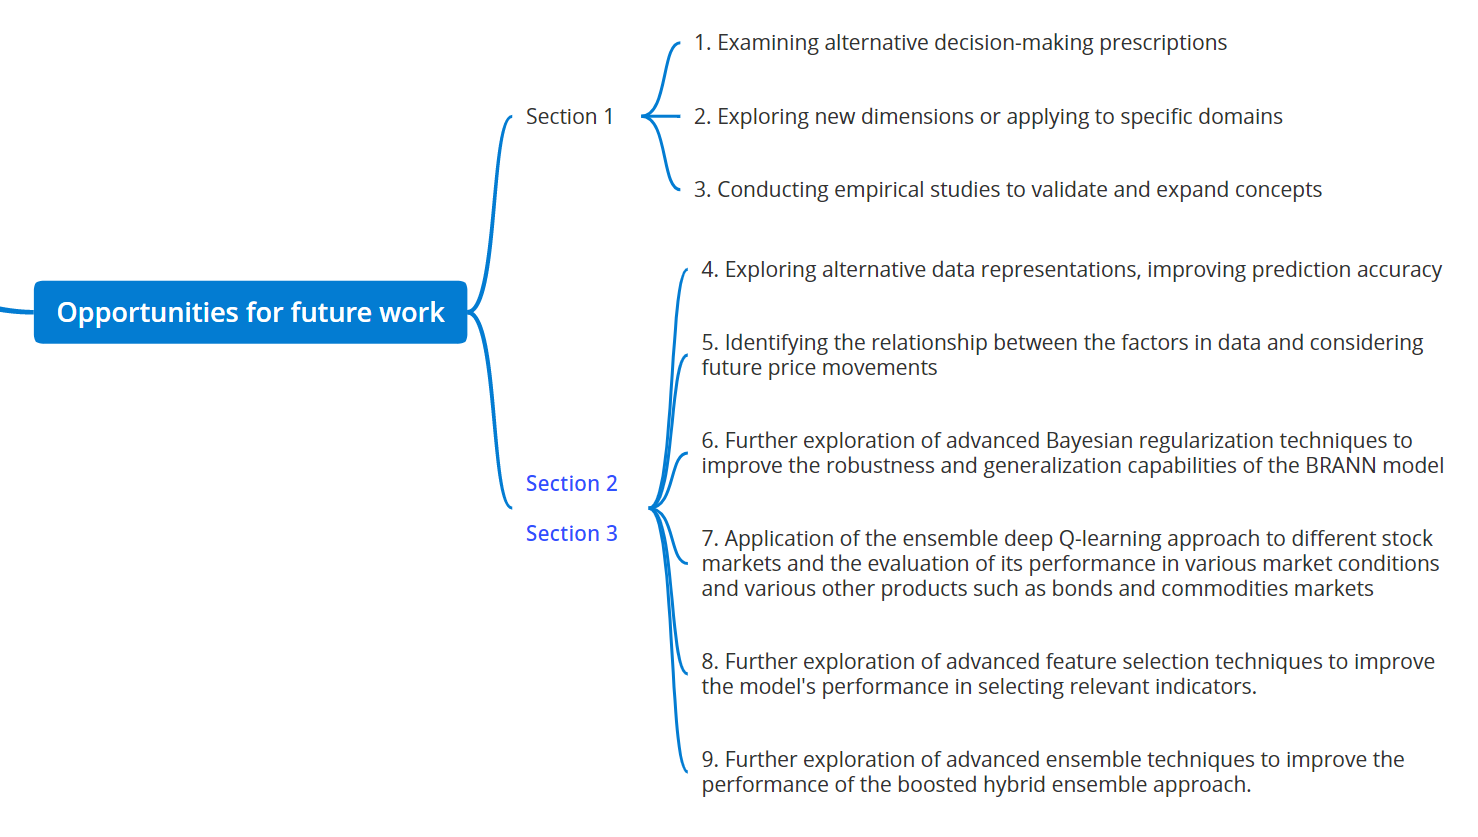 Opportunities for future work
Section 1
1. Examining alternative decision-making prescriptions
2. Exploring new dimensions or applying to specific domains
3. Conducting empirical studies to validate and expand concepts
Section 2
Section 3
4. Exploring alternative data representations, improving prediction accuracy
5. Identifying the relationship between the factors in data and considering
future price movements
6. Further exploration of advanced Bayesian regularization techniques to
improve the robustness and generalization capabilities of the BRANN model
7. Application of the ensemble deep Q-learning approach to different stock
markets and the evaluation of its performance in various market conditions
and various other products such as bonds and commodities markets
8. Further exploration of advanced feature selection techniques to improve
the model's performance in selecting relevant indicators.
9. Further exploration of advanced ensemble techniques to improve the
performance of the boosted hybrid ensemble approach.